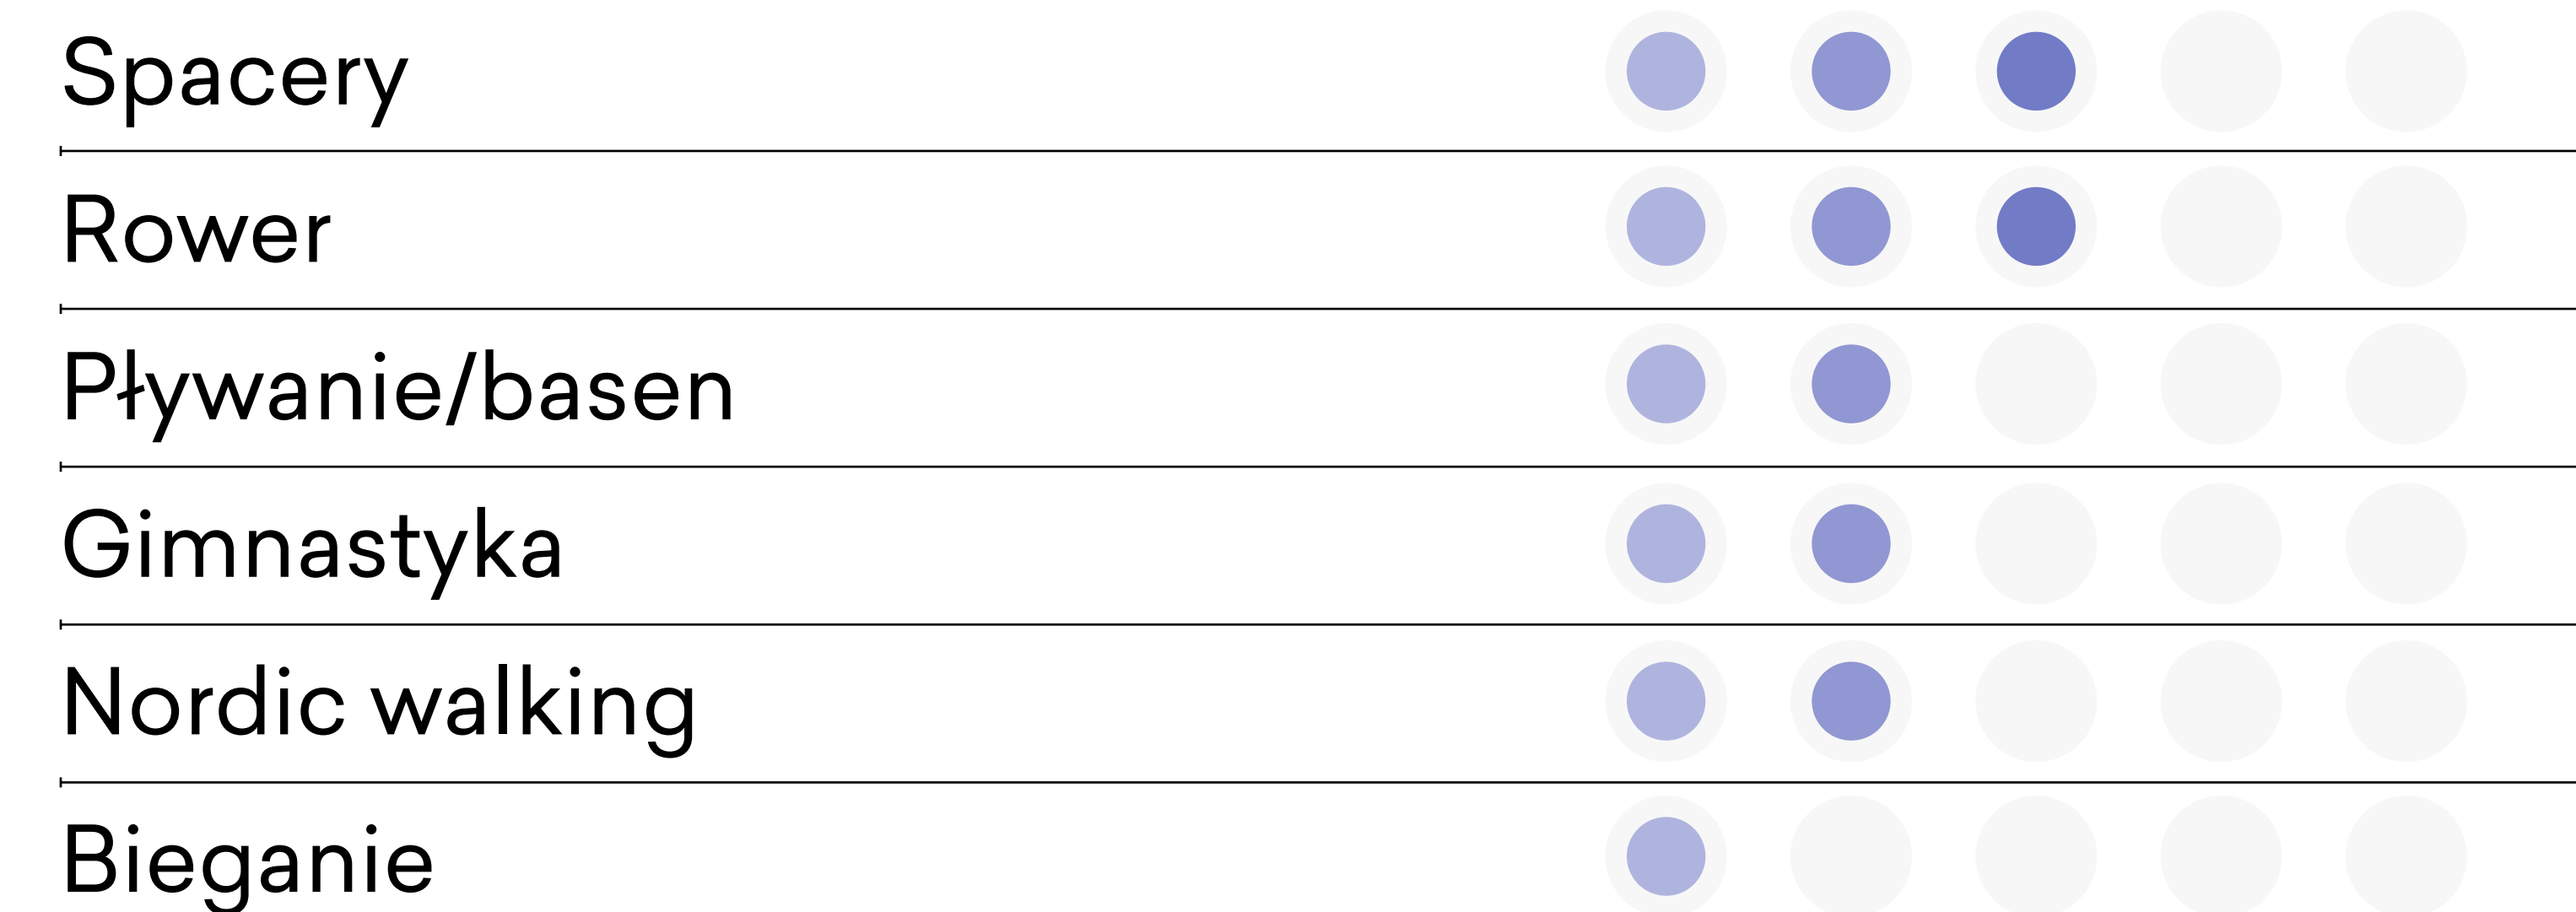 Spacery
Rower
Pływanie/basen
Gimnastyka
Nordic walking
Bieganie